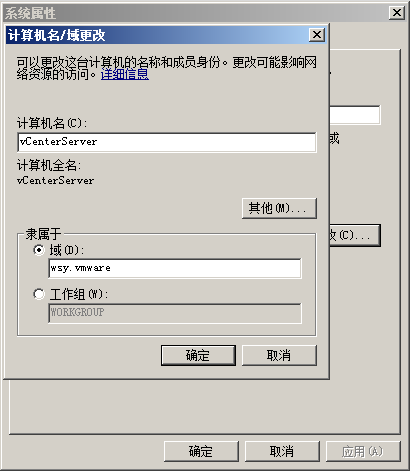 系统属性
计算机名/域更改
可以更改这台计算机的名称和成员身份。更改可能影响网
络资源的访问。详细信息
计算机名(C):
vCenterServer
或
计算机全名:
vCenterServer
其他(M)...
改(C)...
隶属于
域(D):
wsy.vmware
工作组(W):
WORKGROUP
确定
取消
确定
取消
应用(A)